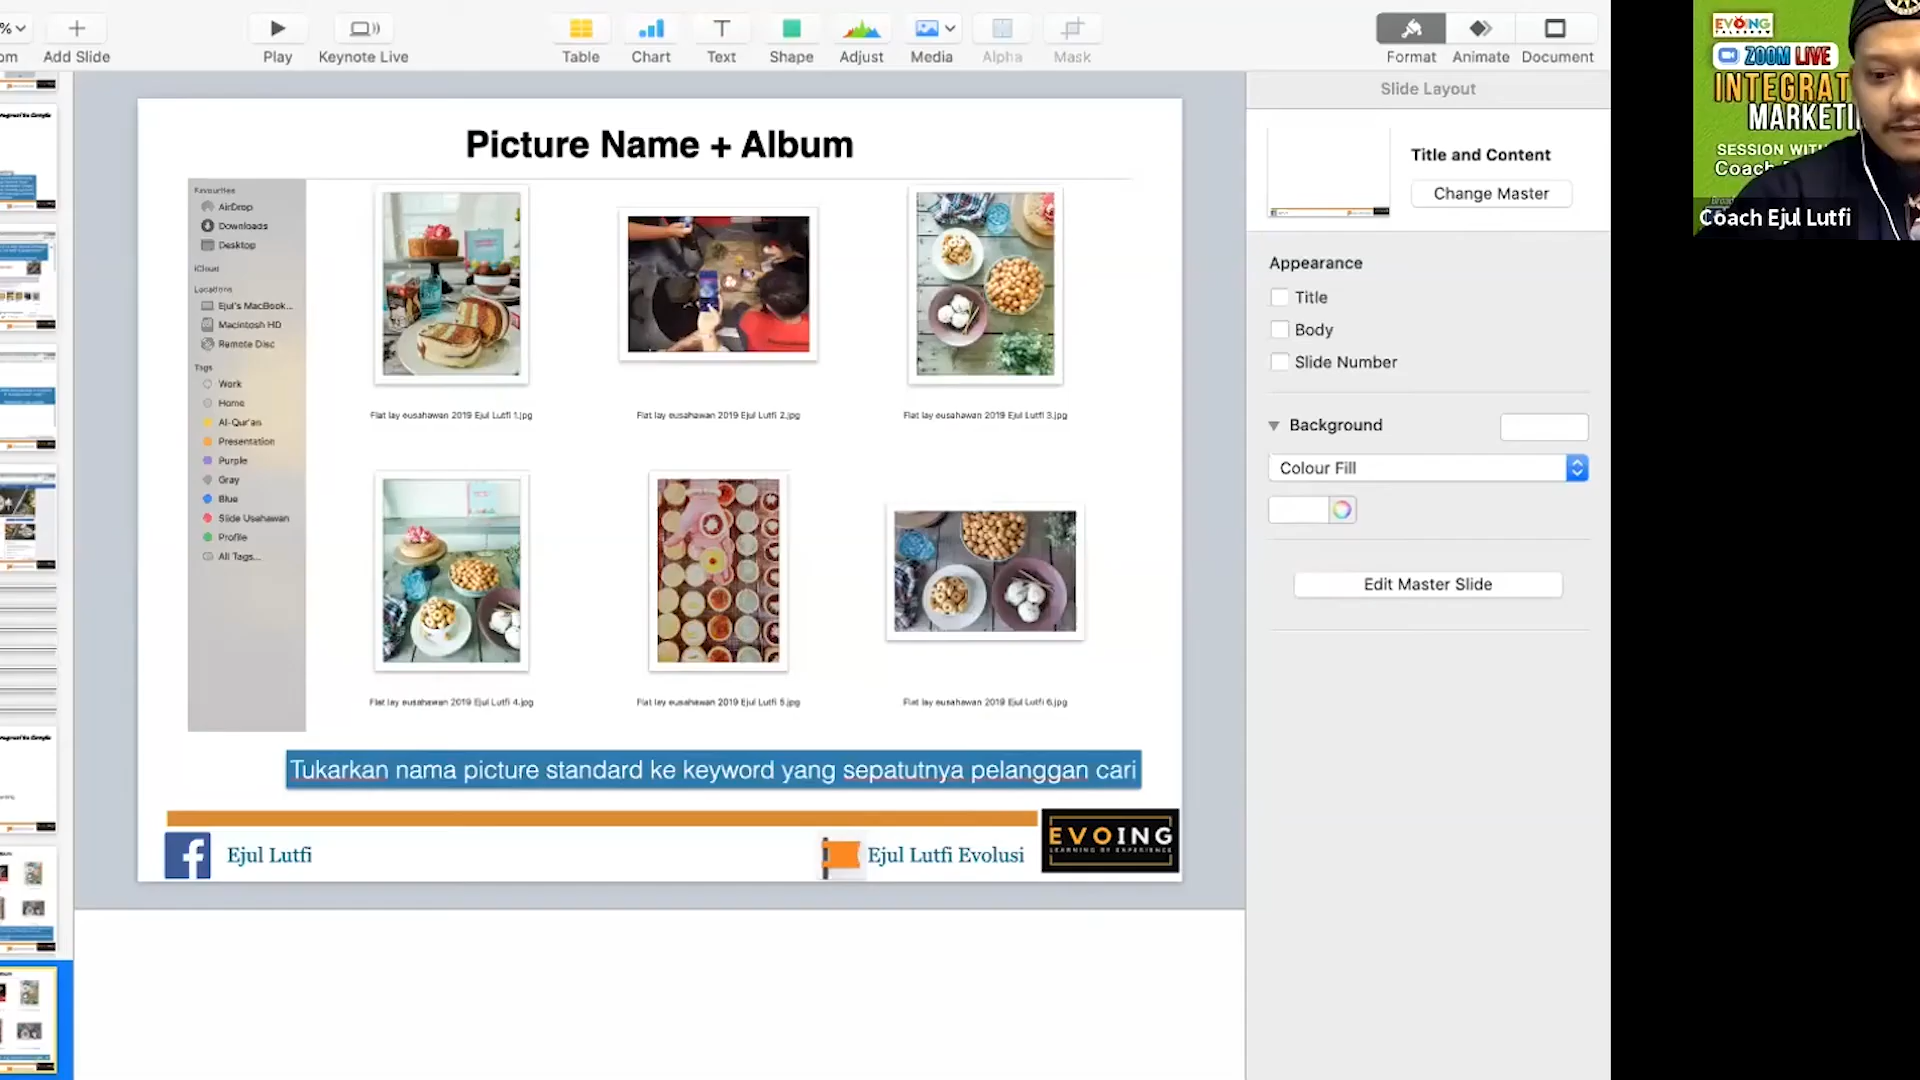 Add Slide
Play
Keynote Live
Table
Chart
Text
Shape
Adjust
Media
Alpha
Mask
Format
Animate
Document
Slide Layout
Title and Content
Change Master
Appearance
Title
Body
Slide Number
Background
Colour Fill
Edit Master Slide
Picture Name + Album
Favourites
AirDrop
Downloads
Desktop
iCloud
Locations
Ejul's MacBook...
Macintosh HD
Remote Disc
Tags
Work
Home
Al-Qur'an
Presentation
Purple
Gray
Blue
Slide Usahawan
Profile
All Tags...
Flat lay eusahawan 2019 Ejul Lutfi 1.jpg
Flat lay eusahawan 2019 Ejul Lutfi 2.jpg
Flat lay eusahawan 2019 Ejul Lutfi 3.jpg
Flat lay eusahawan 2019 Ejul Lutfi 4.jpg
Flat lay eusahawan 2019 Ejul Lutfi 5.jpg
Flat lay eusahawan 2019 Ejul Lutfi 6.jpg
Tukarkan nama picture standard ke keyword yang sepatutnya pelanggan cari
Ejul Lutfi
Ejul Lutfi Evolusi
EVOING
LEARNING BY EXPERIENCE
EVOING
ZOOM LIVE
INTEGRAT
MARKETI
SESSION WIT
Coach
Coach Ejul Lutfi